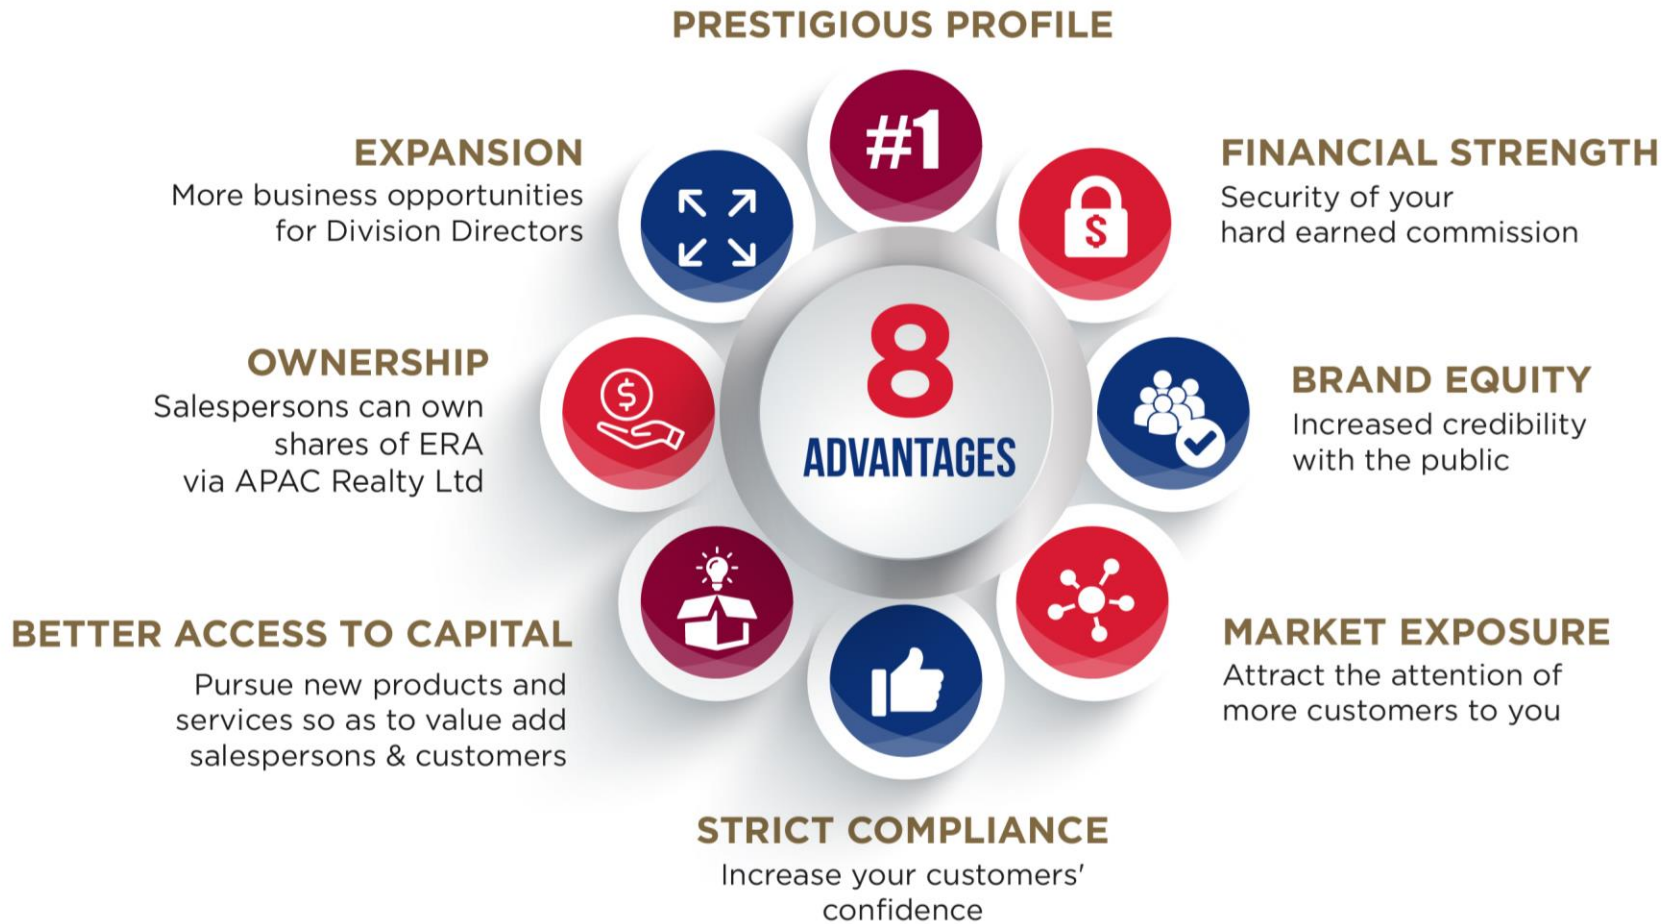 PRESTIGIOUS PROFILE
#1
FINANCIAL STRENGTH
Security of your
hard earned commission
$
BRAND EQUITY
Increased credibility
with the public
MARKET EXPOSURE
Attract the attention of
more customers to you
STRICT COMPLIANCE
Increase your customers'
confidence
BETTER ACCESS TO CAPITAL
Pursue new products and
services so as to value add
salespersons & customers
OWNERSHIP
Salespersons can own
shares of ERA
via APAC Realty Ltd
$
EXPANSION
More business opportunities
for Division Directors
8
ADVANTAGES